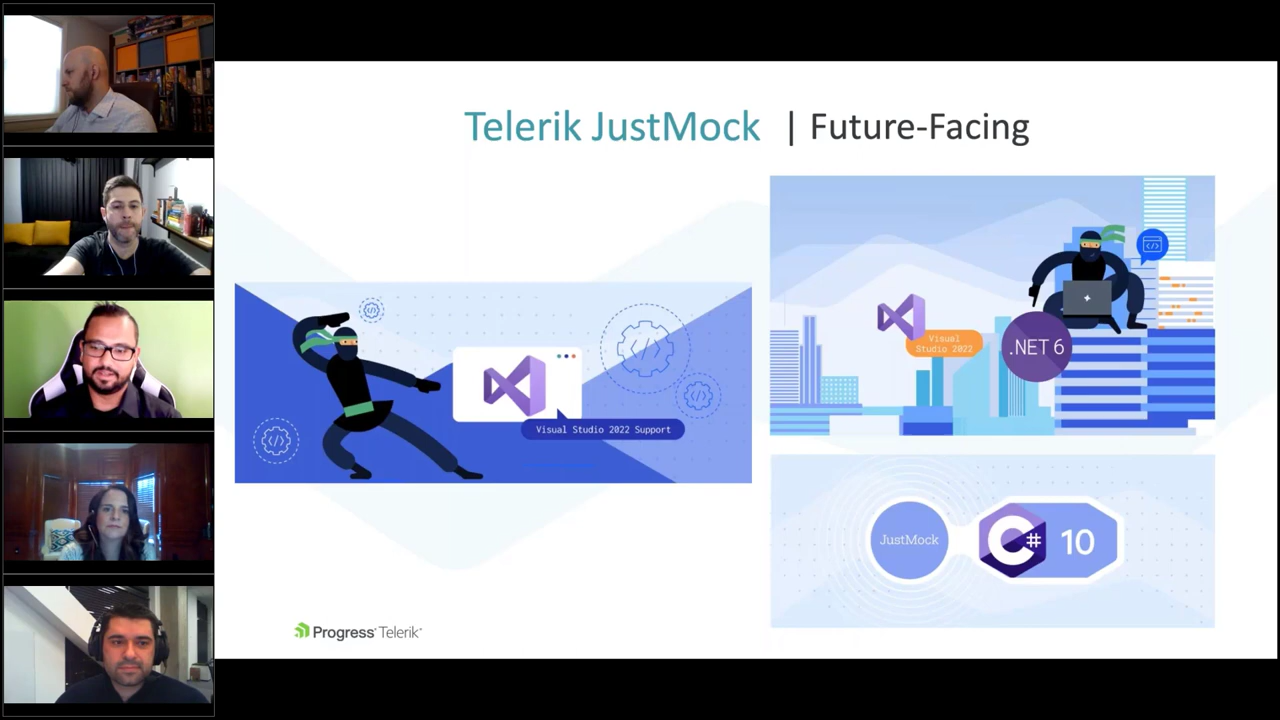 Telerik JustMock | Future-Facing
Visual Studio 2022 Support
Visual
Studio 2022
.NET 6
JustMock
C# 10
Progress Telerik